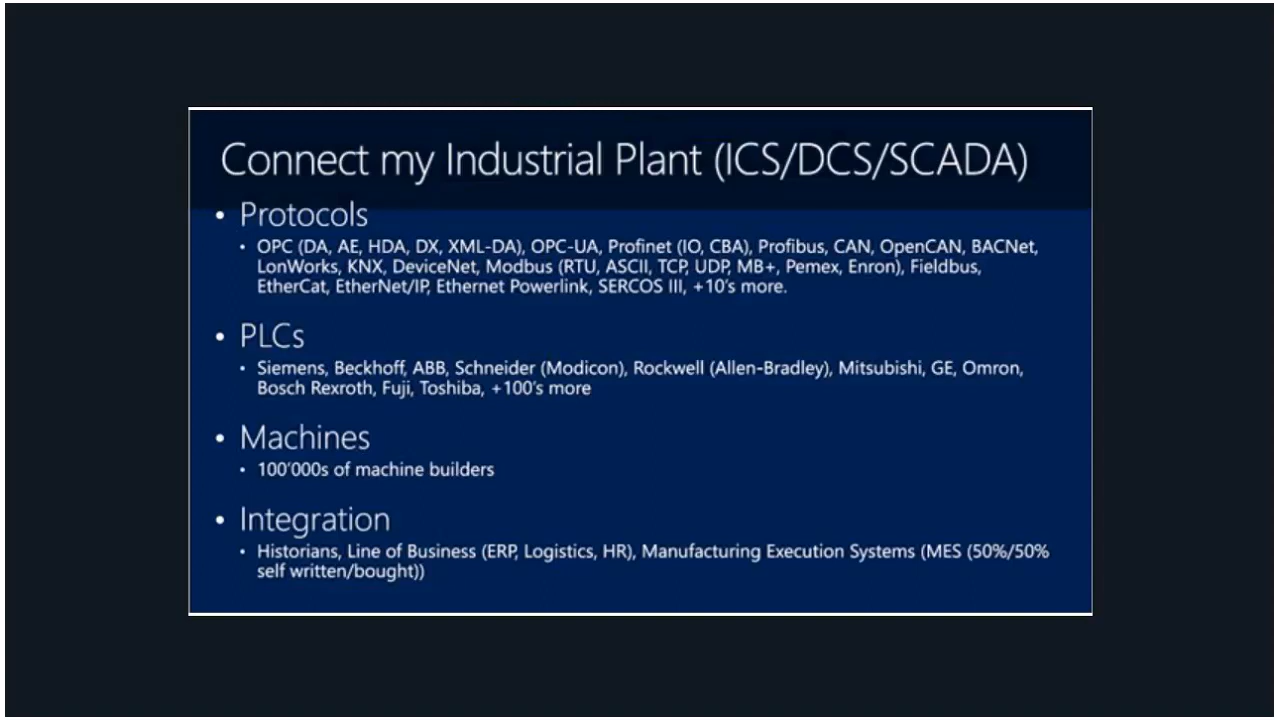 Connect my Industrial Plant (ICS/DCS/SCADA)
• Protocols
• OPC (DA, AE, HDA, DX, XML-DA), OPC-UA, Profinet (IO, CBA), Profibus, CAN, OpenCAN, BACNet,
LonWorks, KNX, DeviceNet, Modbus (RTU, ASCII, TCP, UDP, MB+, Pemex, Enron), Fieldbus,
EtherCat, EtherNet/IP, Ethernet Powerlink, SERCOS III, +10's more.
• PLCs
• Siemens, Beckhoff, ABB, Schneider (Modicon), Rockwell (Allen-Bradley), Mitsubishi, GE, Omron,
Bosch Rexroth, Fuji, Toshiba, +100's more
• Machines
• 100'000s of machine builders
• Integration
• Historians, Line of Business (ERP, Logistics, HR), Manufacturing Execution Systems (MES (50%/50%
self written/bought))